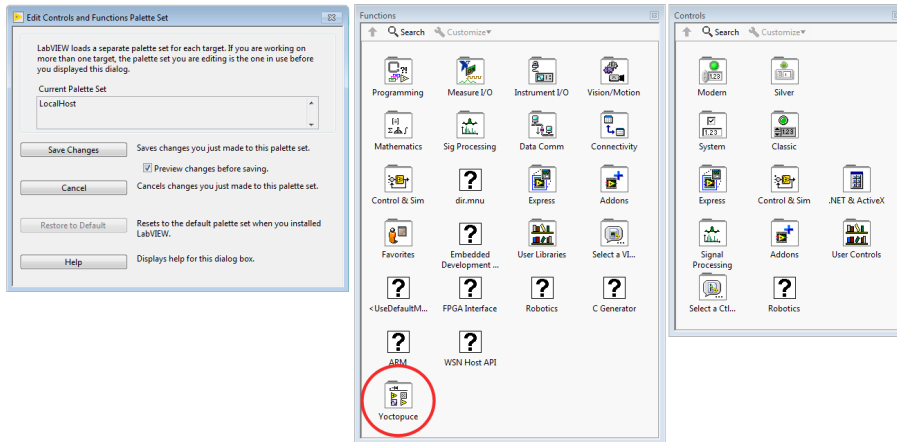 Edit Controls and Functions Palette Set
LabVIEW loads a separate palette set for each target. If you are working on
more than one target, the palette set you are editing is the one in use before
you displayed this dialog.
Current Palette Set
LocalHost
Save Changes
Saves changes you just made to this palette set.
Preview changes before saving.
Cancel
Cancels changes you just made to this palette set.
Restore to Default
Resets to the default palette set when you installed
LabVIEW.
Help
Displays help for this dialog box.
Functions
Search
Customize
Programming
Measure I/O
Instrument I/O
Vision/Motion
Mathematics
Sig Processing
Data Comm
Connectivity
Control & Sim
dir.mnu
Express
Addons
Favorites
Embedded
Development ...
User Libraries
Select a VI...
<UseDefaultM...
FPGA Interface
Robotics
C Generator
ARM
WSN Host API
Yoctopuce
Controls
Search
Customize
Modern
Silver
System
Classic
Express
Control & Sim
.NET & ActiveX
Signal
Processing
Addons
User Controls
Select a Ctl...
Robotics